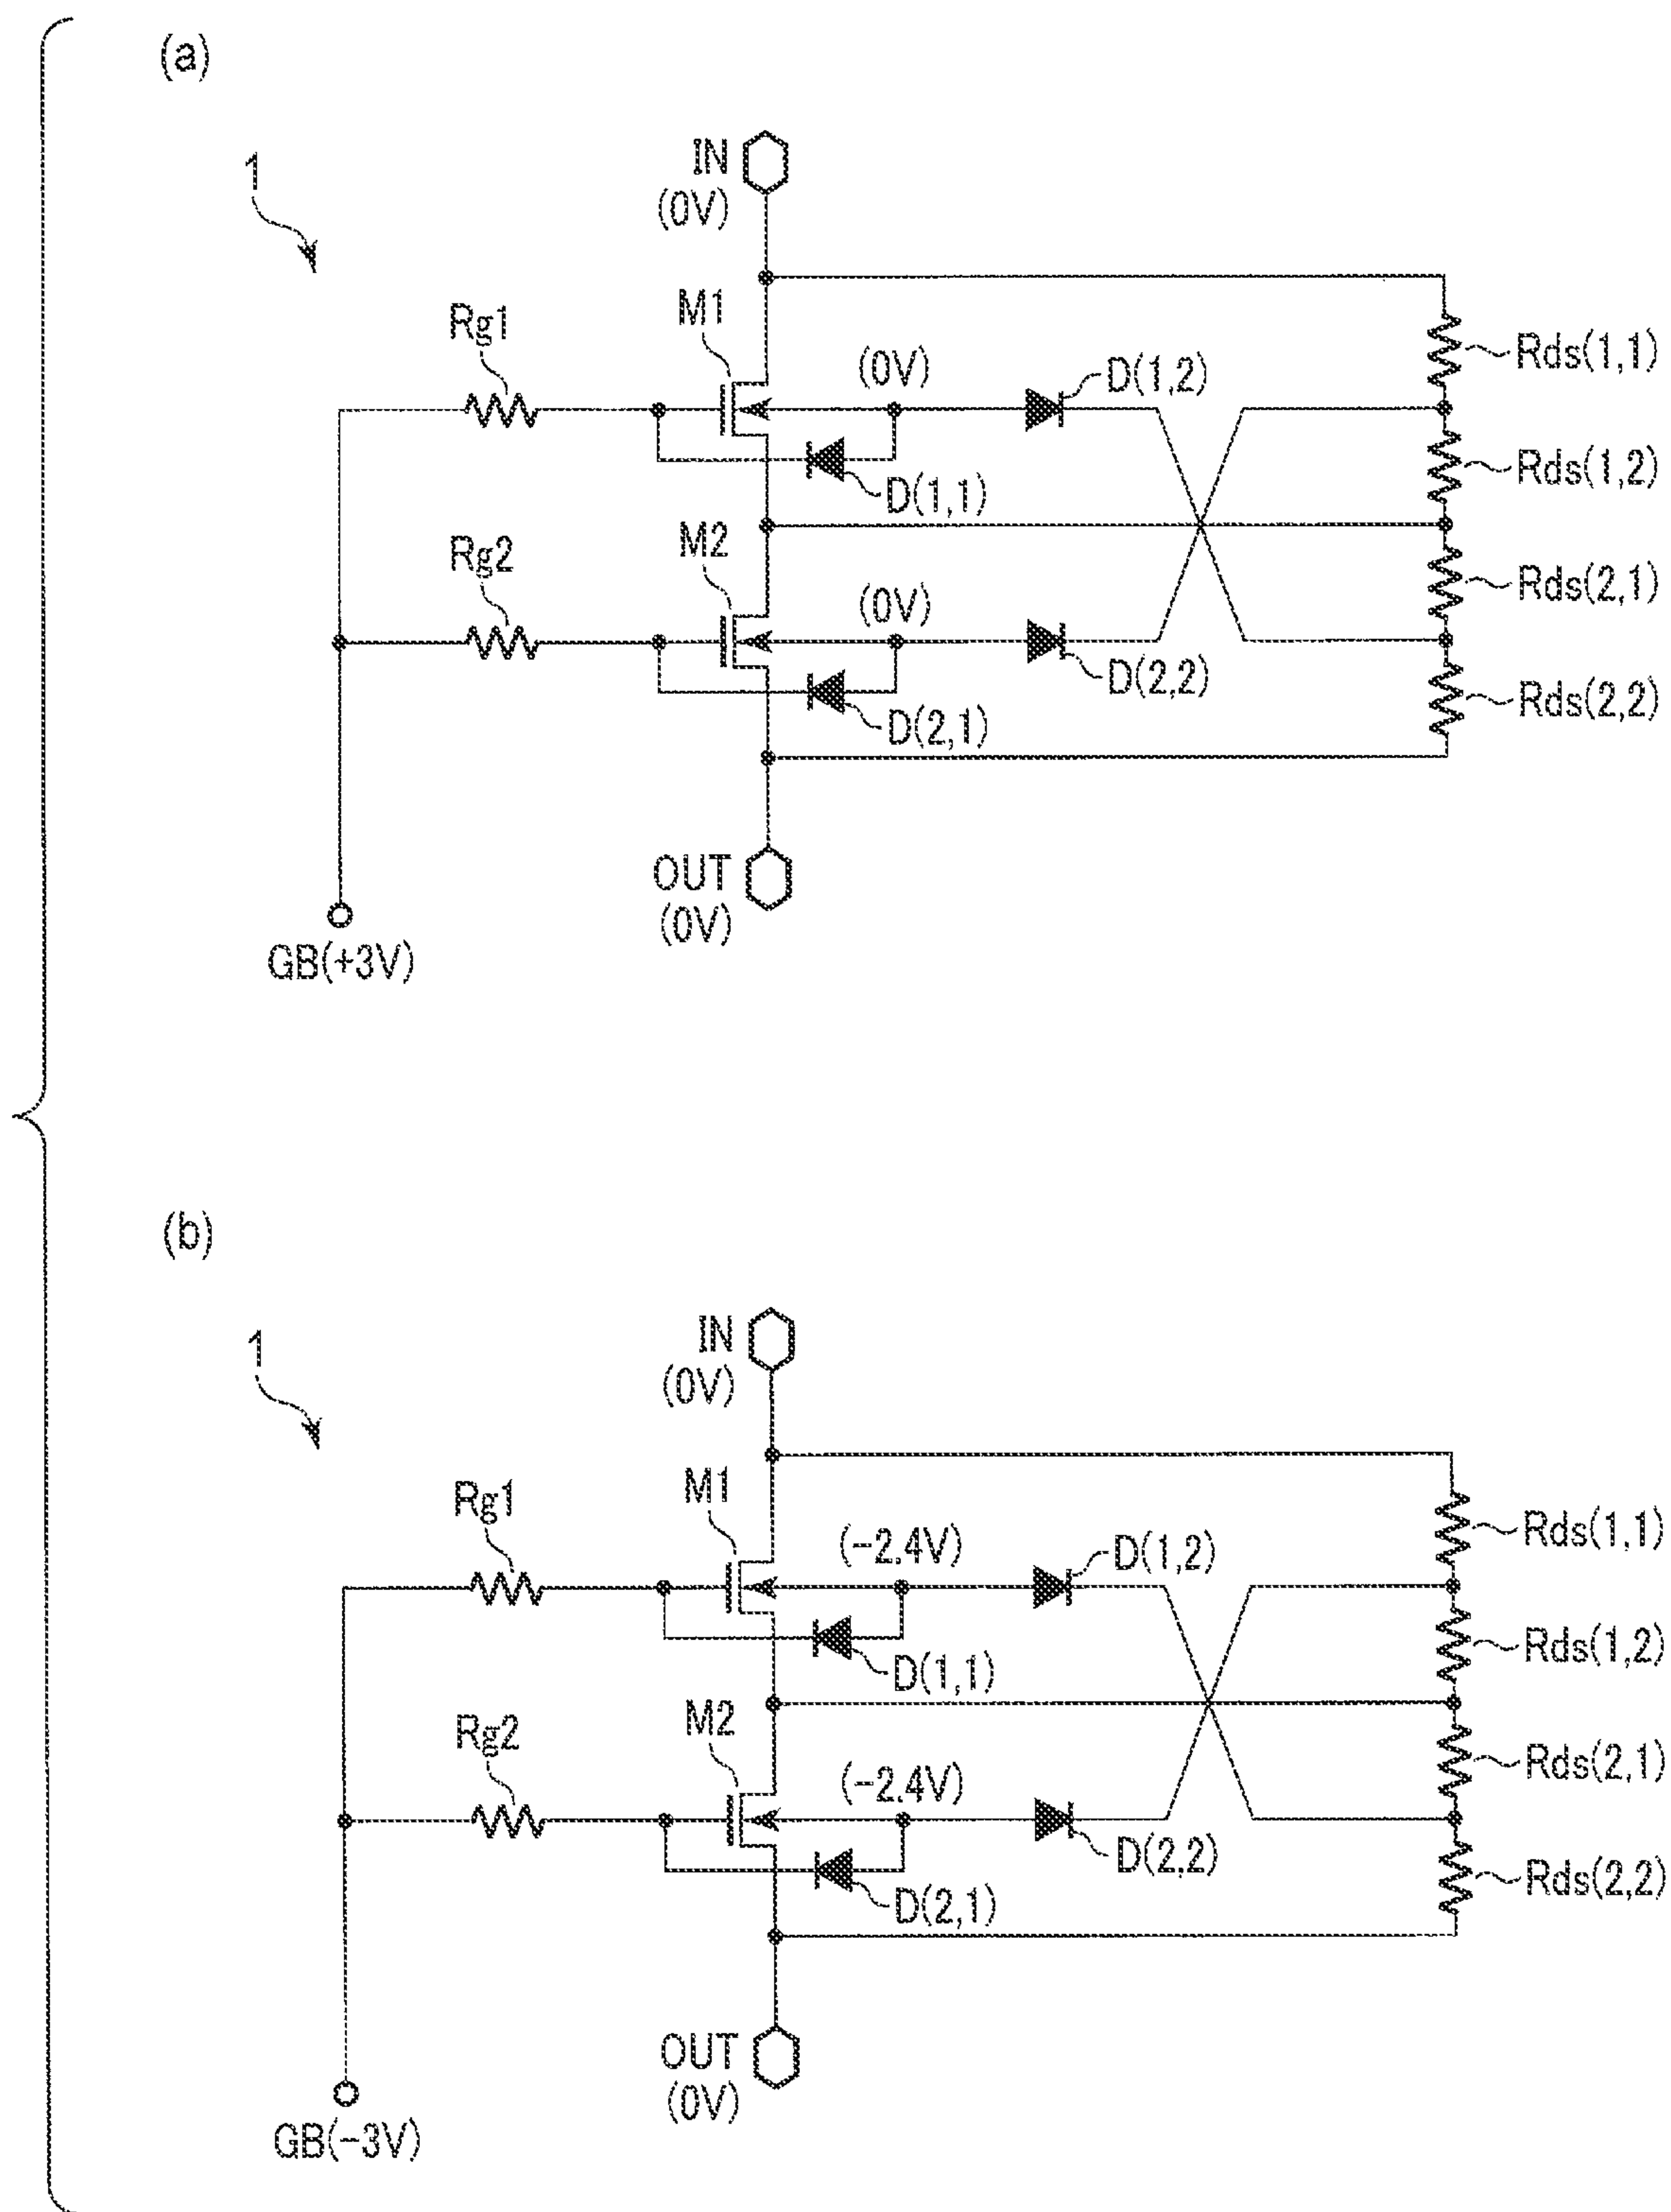 (a)
1
IN
(0V)
M1
Rg1
(0V)
D(1,2)
Rds(1,1)
D(1,1)
Rds(1,2)
M2
Rg2
(0V)
D(2,2)
Rds(2,1)
D(2,1)
Rds(2,2)
OUT
(0V)
GB(+3V)
(b)
1
IN
(0V)
M1
Rg1
(-2.4V)
D(1,2)
Rds(1,1)
D(1,1)
Rds(1,2)
M2
Rg2
(-2.4V)
D(2,2)
Rds(2,1)
D(2,1)
Rds(2,2)
OUT
(0V)
GB(-3V)